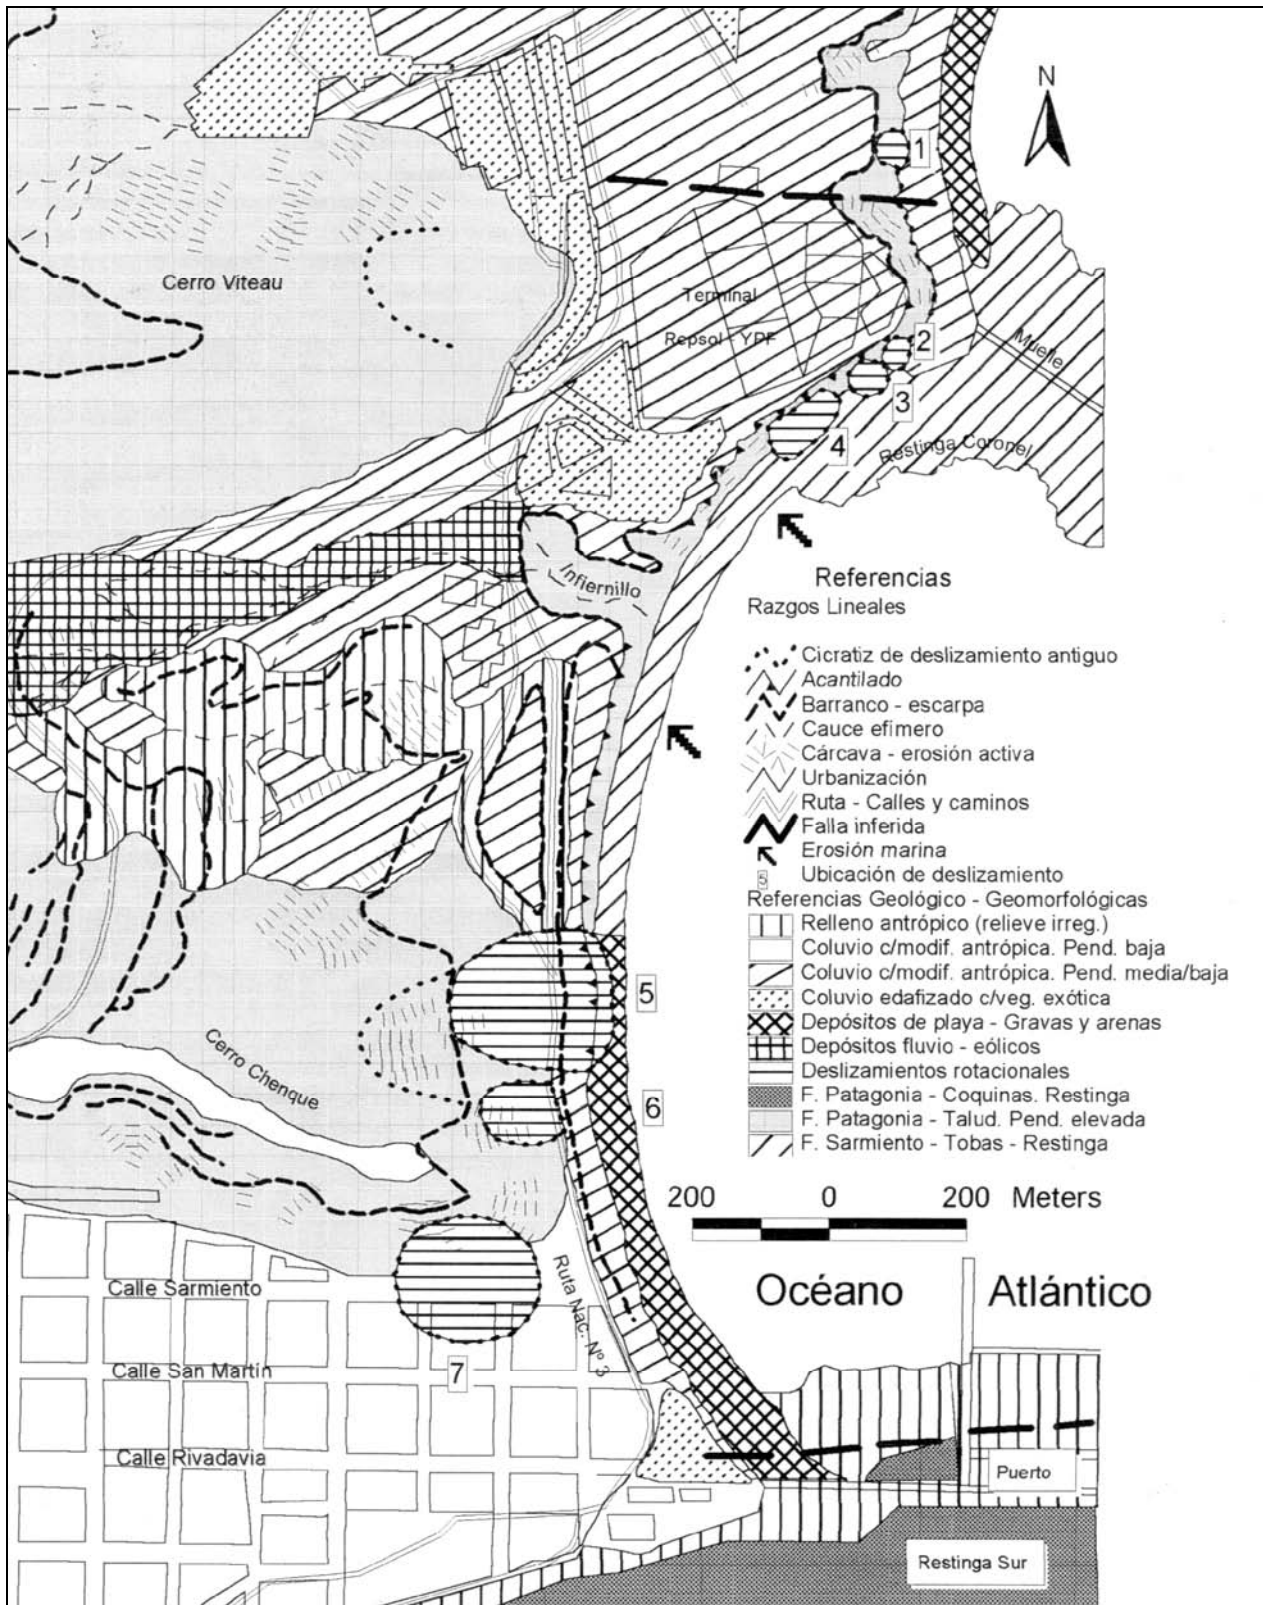 N
1
Cerro Viteau
Terminal
Repsol - YPF
2
Muelle
3
4
Restinga Coronel
Infiernillo
Referencias
Razgos Lineales
Cicratiz de deslizamiento antiguo
Acantilado
Barranco - escarpa
Cauce efímero
Cárcava - erosión activa
Urbanización
Ruta - Calles y caminos
Falla inferida
Erosión marina
5 Ubicación de deslizamiento
Referencias Geológico - Geomorfológicas
Relleno antrópico (relieve irreg.)
Coluvio c/modif. antrópica. Pend. baja
Coluvio c/modif. antrópica. Pend. media/baja
Coluvio edafizado c/veg. exótica
Depósitos de playa - Gravas y arenas
Depósitos fluvio - eólicos
Deslizamientos rotacionales
F. Patagonia - Coquinas. Restinga
F. Patagonia - Talud. Pend. elevada
F. Sarmiento - Tobas - Restinga
5
Cerro Chenque
6
200 0 200 Meters
Océano Atlántico
Calle Sarmiento
Ruta Nac. Nº 3
Calle San Martín
7
Calle Rivadavia
Puerto
Restinga Sur